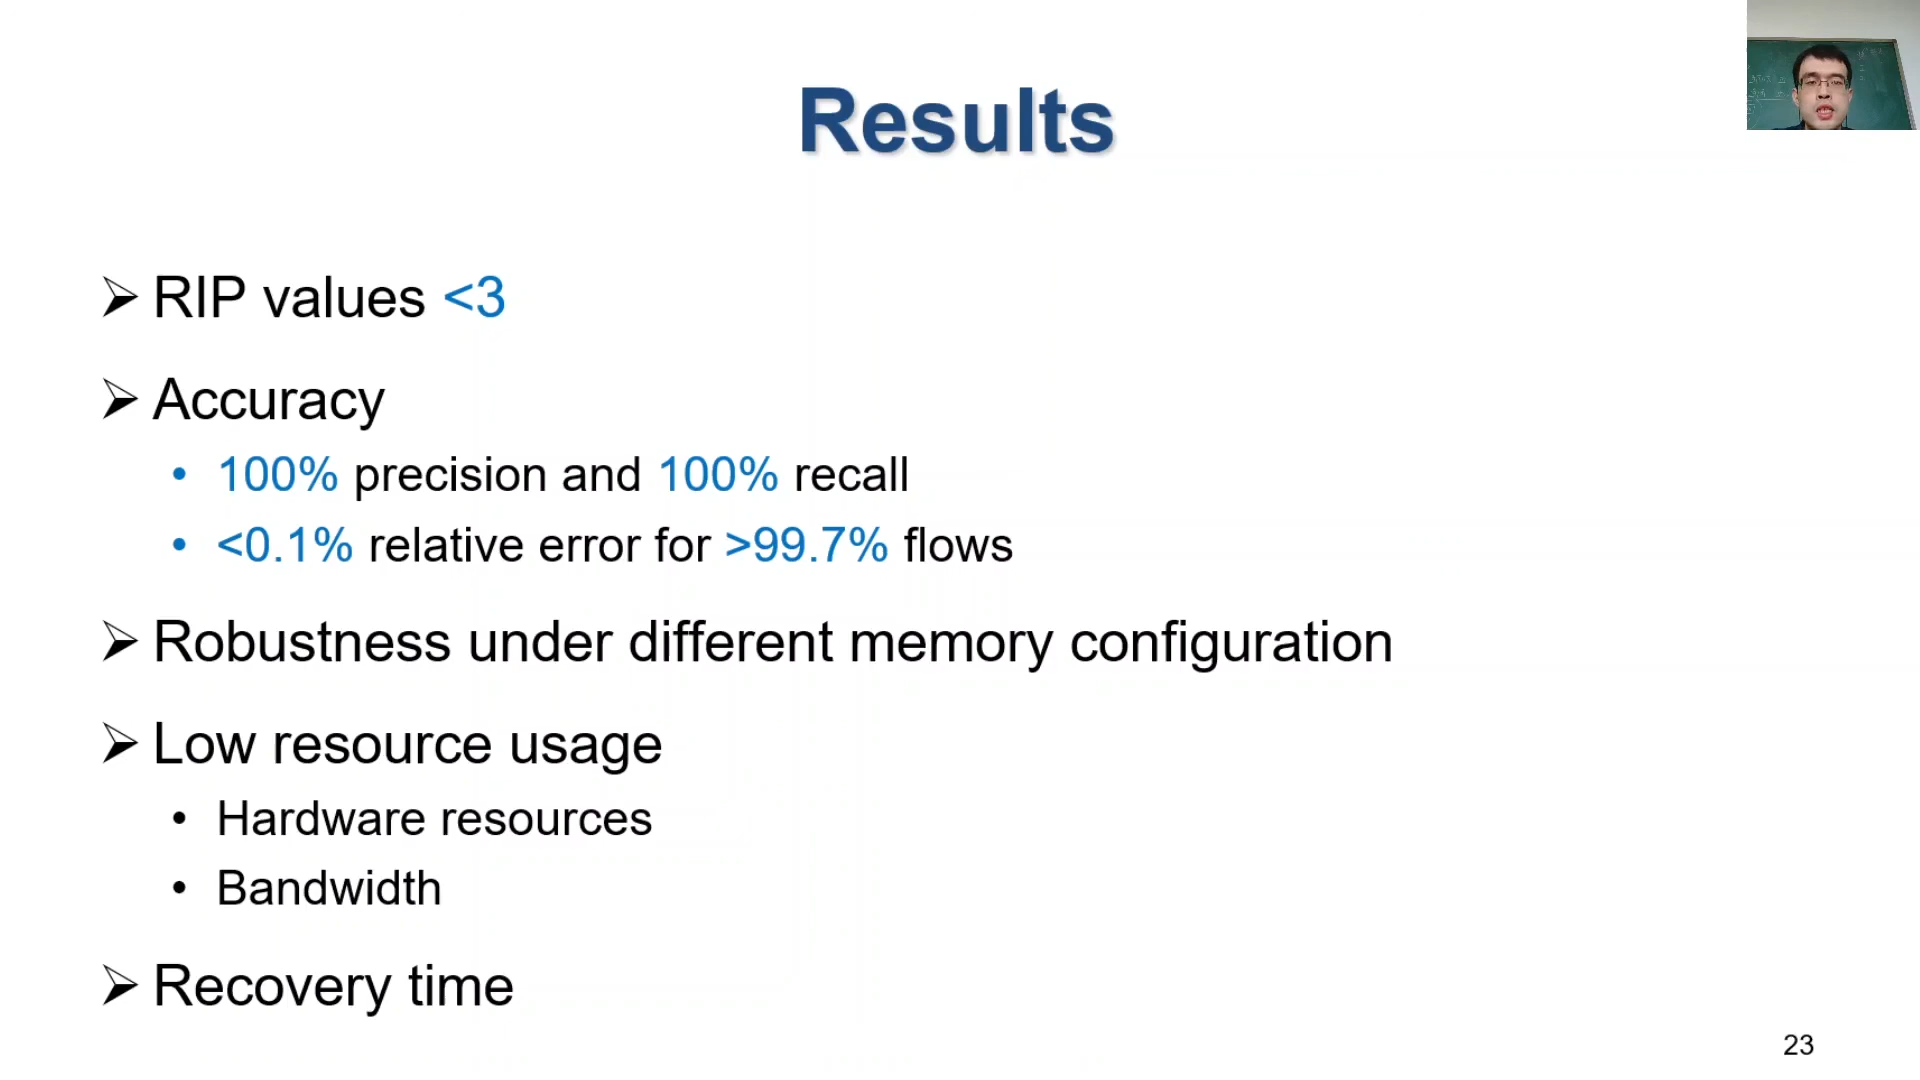 Results
➢ RIP values <3
➢ Accuracy
• 100% precision and 100% recall
• <0.1% relative error for >99.7% flows
➢ Robustness under different memory configuration
➢ Low resource usage
• Hardware resources
• Bandwidth
➢ Recovery time
23